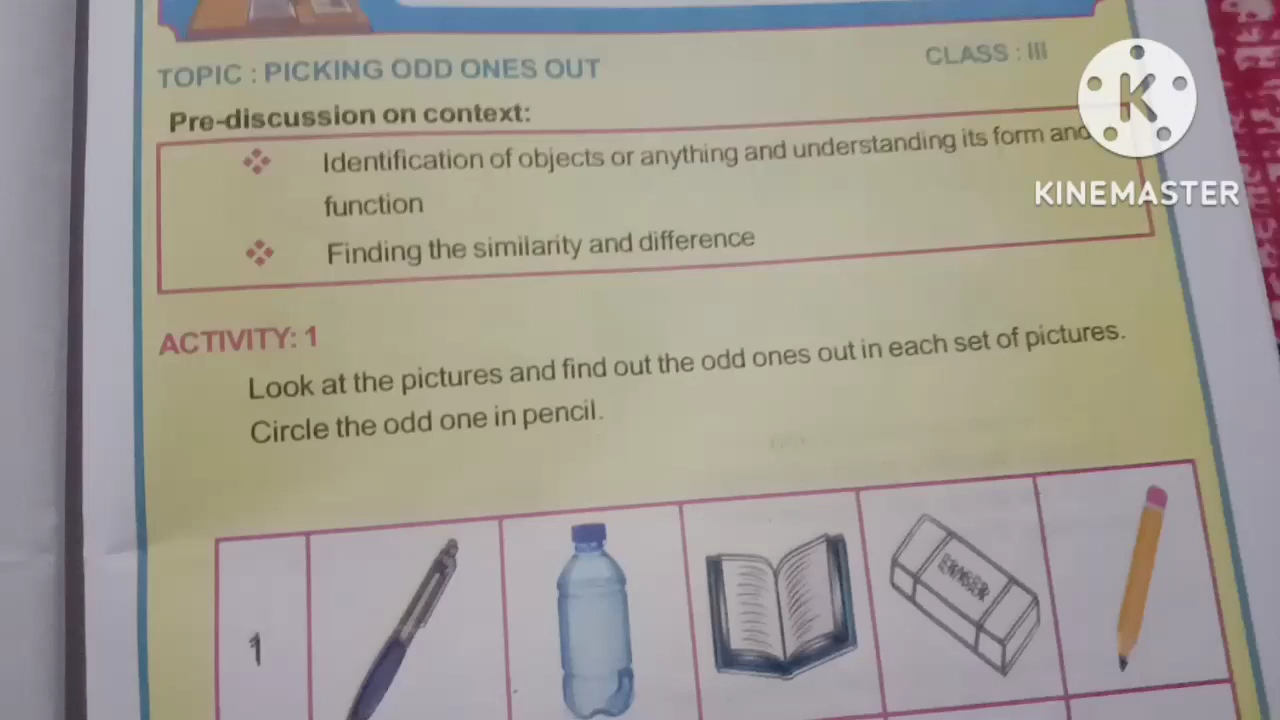 TOPIC : PICKING ODD ONES OUT
CLASS : III
Pre-discussion on context:
Identification of objects or anything and understanding its form and
function
Finding the similarity and difference
ACTIVITY: 1
Look at the pictures and find out the odd ones out in each set of pictures.
Circle the odd one in pencil.
1
ERASER
K
KINEMASTER